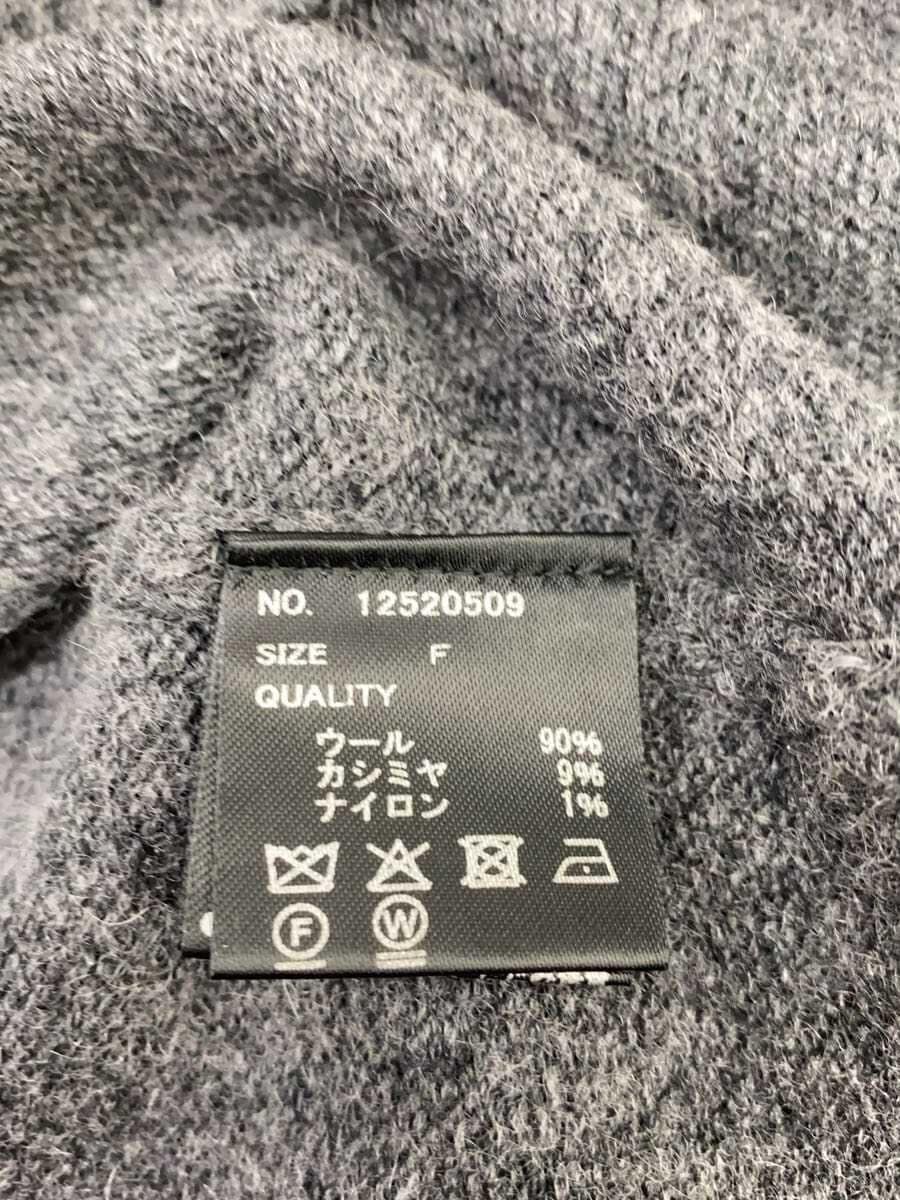 NO. 12520509
SIZE F
QUALITY
ウール 90%
カシミヤ 9%
ナイロン 1%
F W